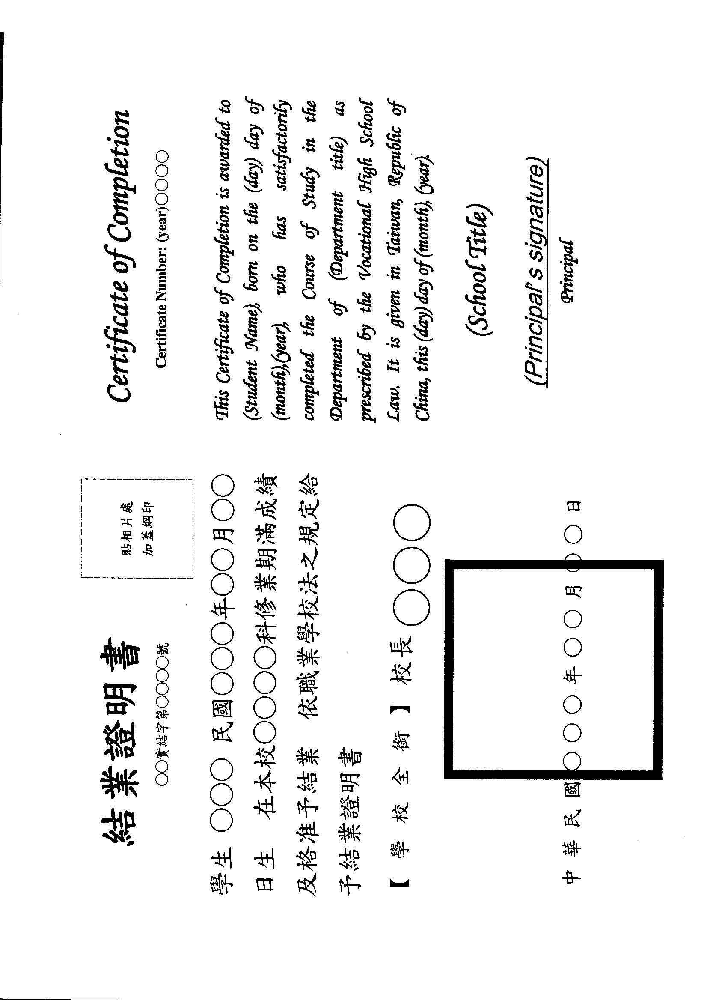 結業證明書
○○實結字第○○○○號
貼相片處
加蓋鋼印
學生 ○○○ 民國○○○年○○月○○
日生 在本校○○○○科修業期滿成績
及格准予結業 依職業學校法之規定給
予結業證明書
【學校全銜】校長○○○
中華民國○○○年○○月○○日
Certificate of Completion
Certificate Number: (year)○○○○
This Certificate of Completion is awarded to
(Student Name), born on the (day) day of
(month),(year), who has satisfactorily
completed the Course of Study in the
Department of (Department title) as
prescribed by the Vocational High School
Law. It is given in Taiwan, Republic of
China, this (day) day of (month), (year).
(School Title)
(Principal's signature)
Principal